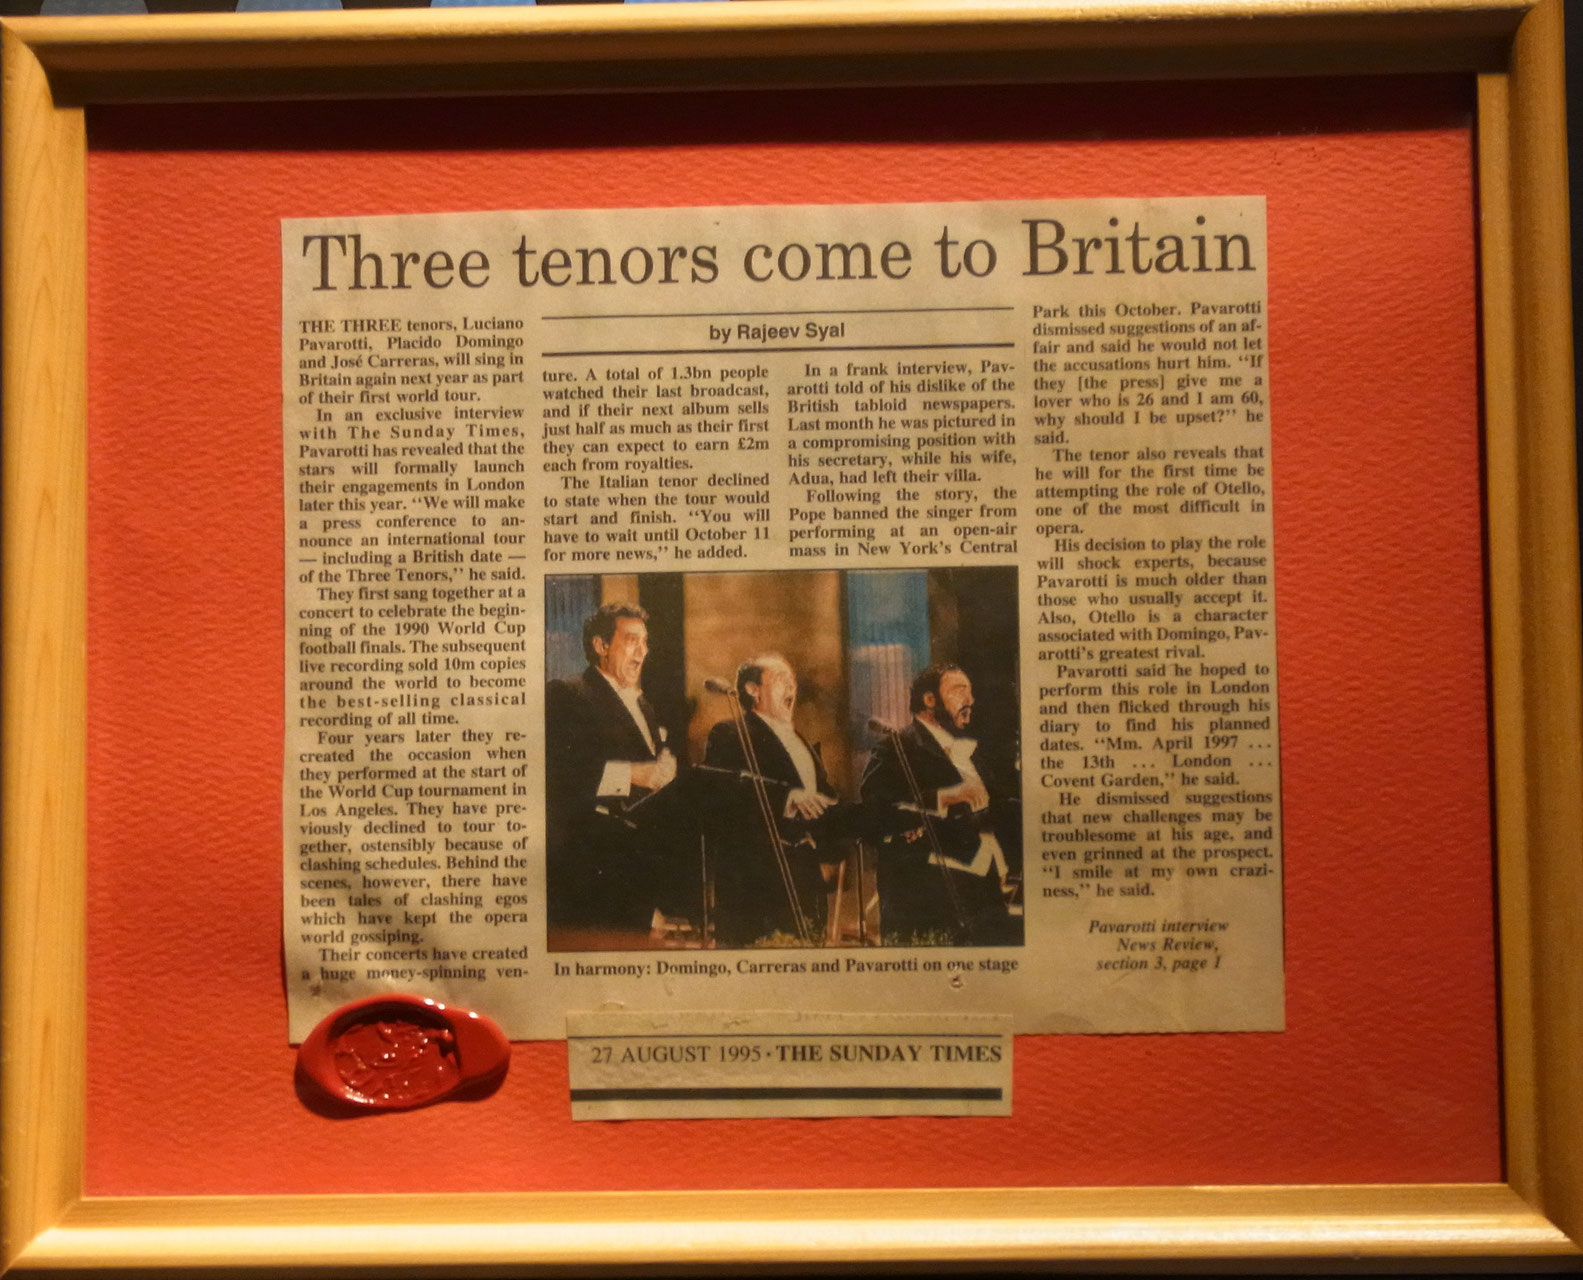 Three tenors come to Britain
by Rajeev Syal
THE THREE tenors, Luciano
Pavarotti, Placido Domingo
and José Carreras, will sing in
Britain again next year as part
of their first world tour.
In an exclusive interview
with The Sunday Times,
Pavarotti has revealed that the
stars will formally launch
their engagements in London
later this year. “We will make
a press conference to an-
nounce an international tour
— including a British date —
of the Three Tenors,” he said.
They first sang together at a
concert to celebrate the begin-
ning of the 1990 World Cup
football finals. The subsequent
live recording sold 10m copies
around the world to become
the best-selling classical
recording of all time.
Four years later they re-
created the occasion when
they performed at the start of
the World Cup tournament in
Los Angeles. They have pre-
viously declined to tour to-
gether, ostensibly because of
clashing schedules. Behind the
scenes, however, there have
been tales of clashing egos
which have kept the opera
world gossiping.
Their concerts have created
a huge money-spinning ven-
ture. A total of 1.3bn people
watched their last broadcast,
and if their next album sells
just half as much as their first
they can expect to earn £2m
each from royalties.
The Italian tenor declined
to state when the tour would
start and finish. “You will
have to wait until October 11
for more news,” he added.
In a frank interview, Pav-
arotti told of his dislike of the
British tabloid newspapers.
Last month he was pictured in
a compromising position with
his secretary, while his wife,
Adua, had left their villa.
Following the story, the
Pope banned the singer from
performing at an open-air
mass in New York’s Central
Park this October. Pavarotti
dismissed suggestions of an af-
fair and said he would not let
the accusations hurt him. “If
they [the press] give me a
lover who is 26 and I am 60,
why should I be upset?” he
said.
The tenor also reveals that
he will for the first time be
attempting the role of Otello,
one of the most difficult in
opera.
His decision to play the role
will shock experts, because
Pavarotti is much older than
those who usually accept it.
Also, Otello is a character
associated with Domingo, Pav-
arotti’s greatest rival.
Pavarotti said he hoped to
perform this role in London
and then flicked through his
diary to find his planned
dates. “Mm. April 1997 ...
the 13th ... London ...
Covent Garden,” he said.
He dismissed suggestions
that new challenges may be
troublesome at his age, and
even grinned at the prospect.
“I smile at my own crazi-
ness,” he said.
Pavarotti interview
News Review,
section 3, page 1
In harmony: Domingo, Carreras and Pavarotti on one stage
27 AUGUST 1995 · THE SUNDAY TIMES